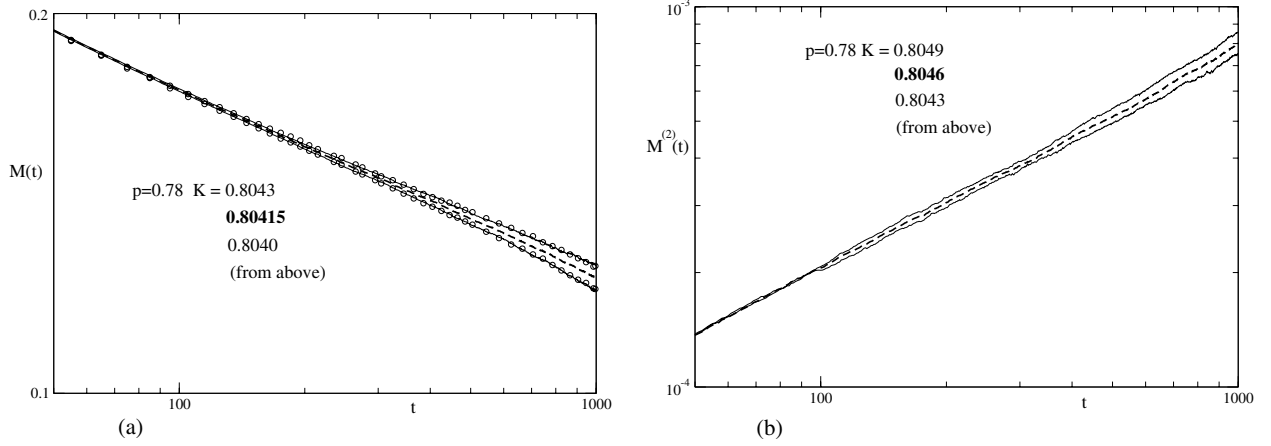 0.2
M(t)
p=0.78 K = 0.8043
0.80415
0.8040
(from above)
0.1
100
t
1000
(a)
10^-3
p=0.78 K = 0.8049
0.8046
0.8043
(from above)
M^(2)(t)
10^-4
100
t
1000
(b)